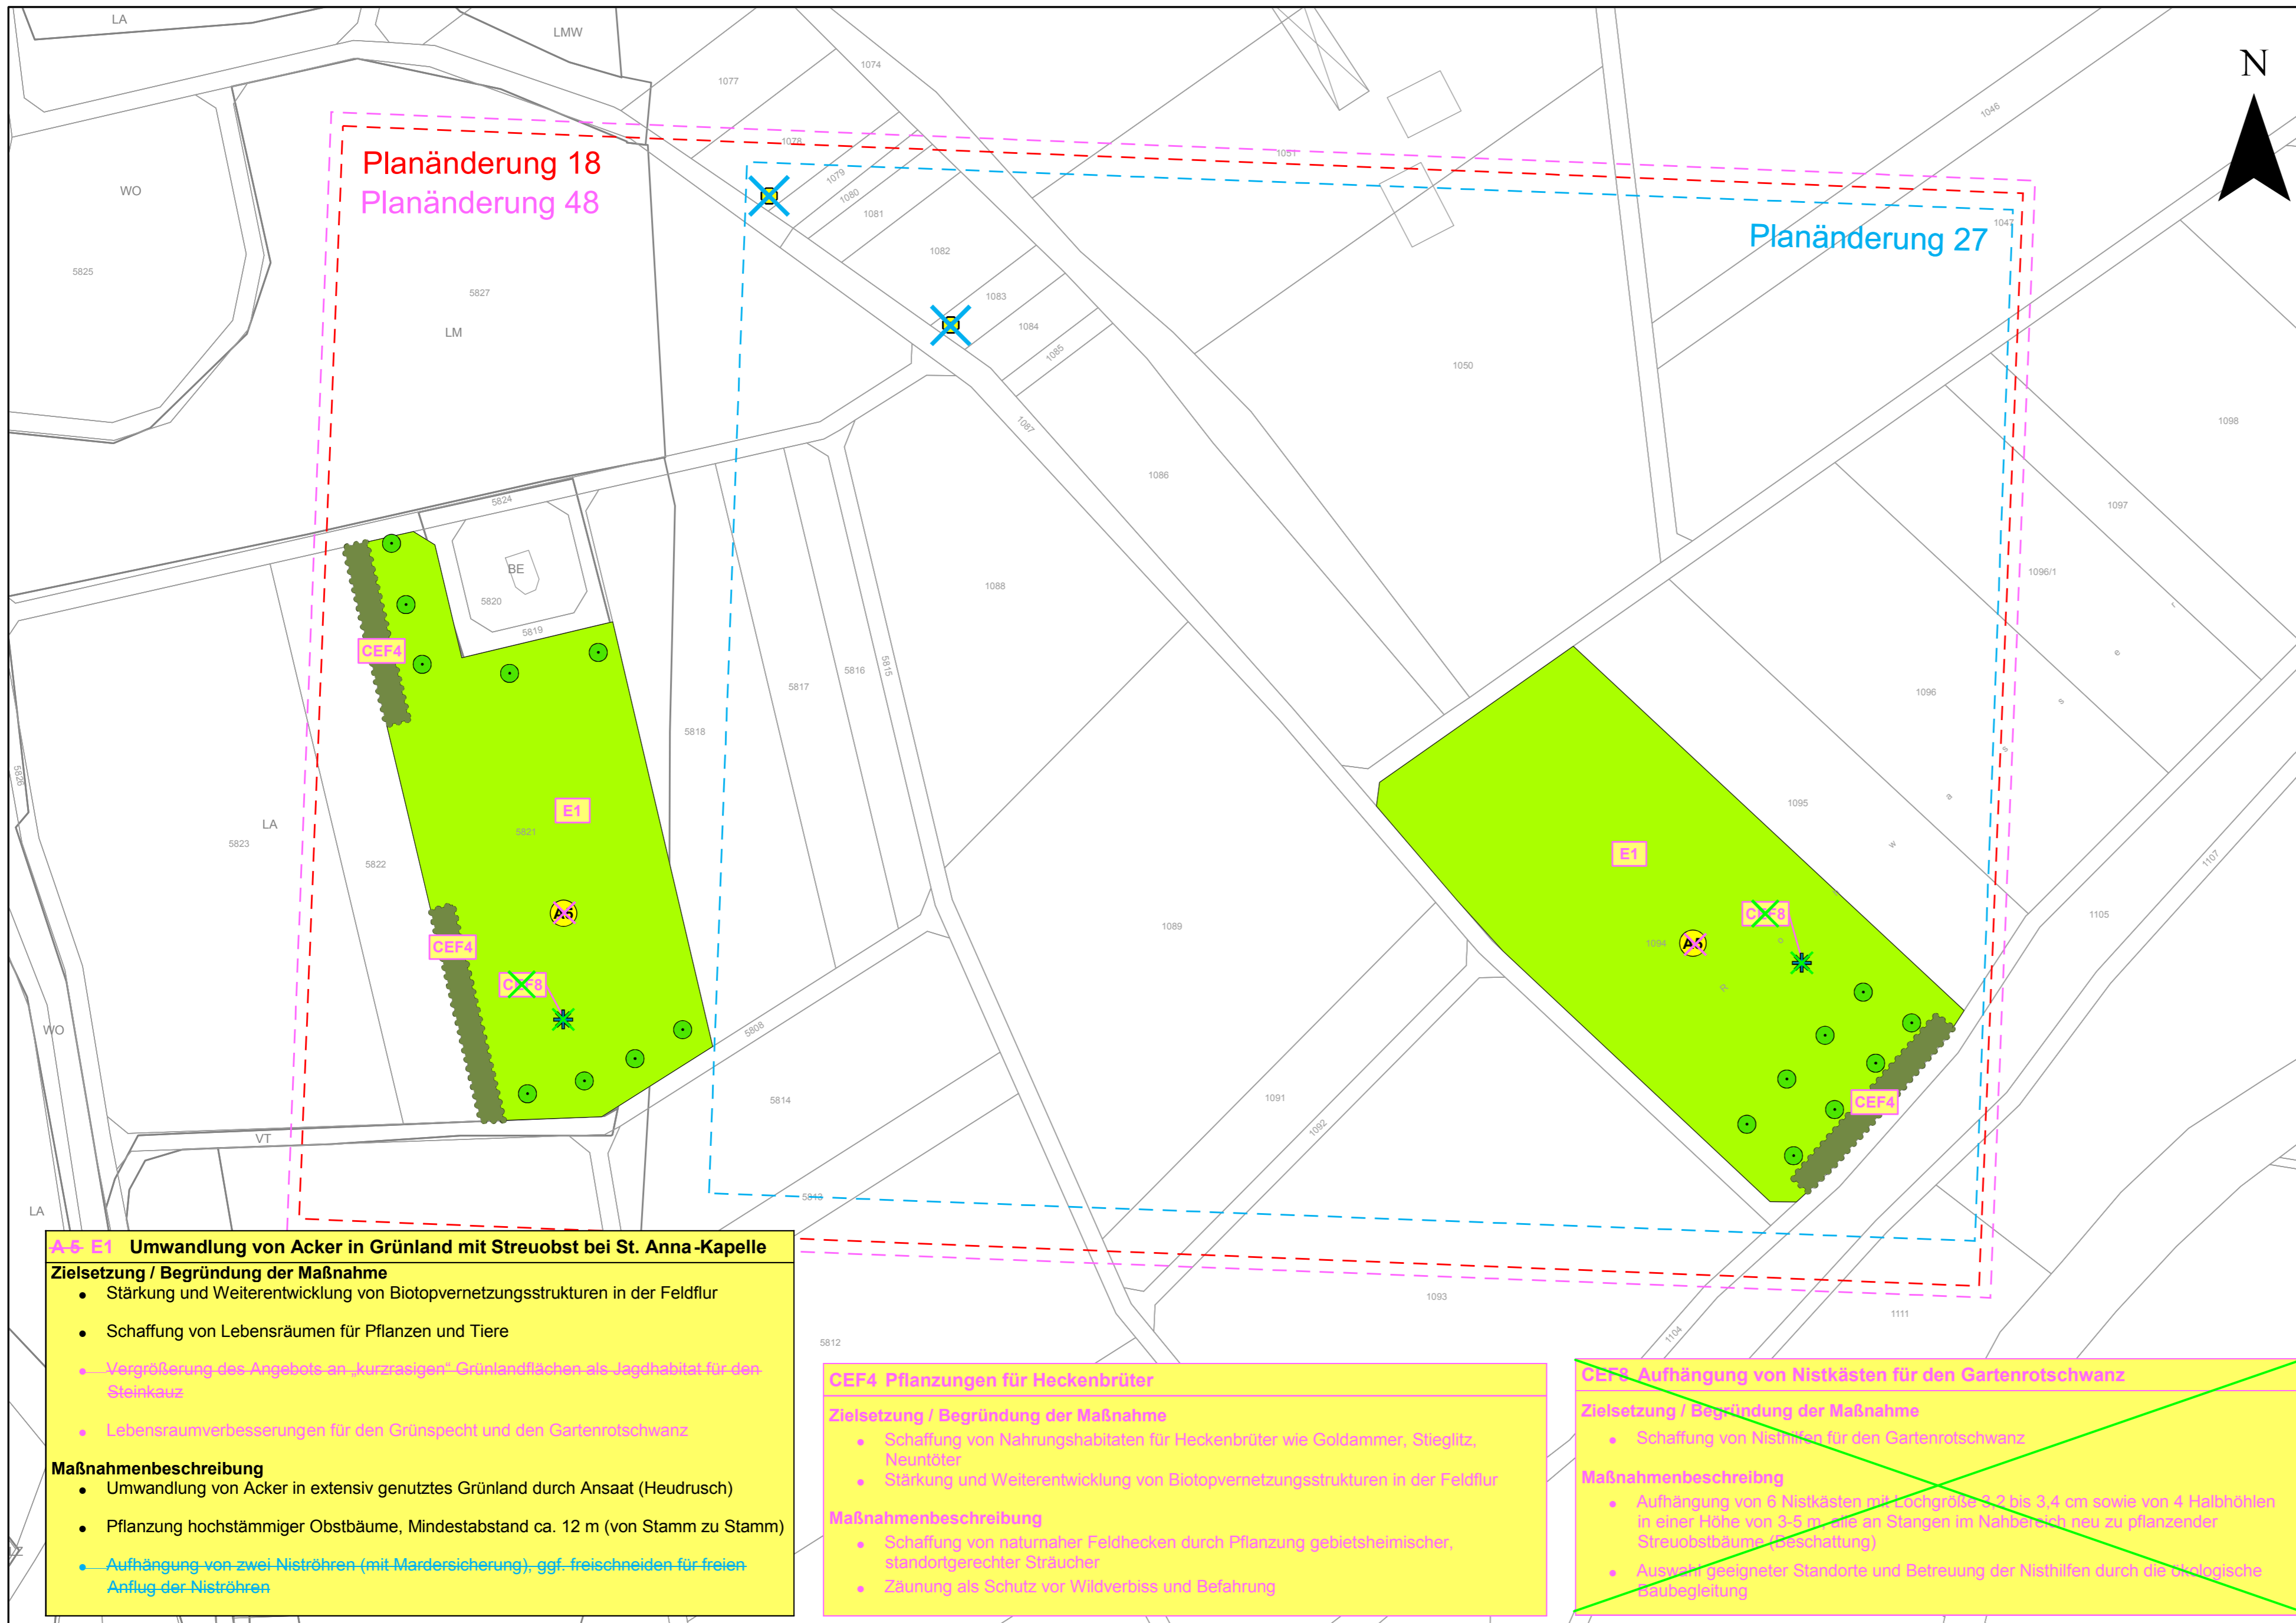 LA
LMW
N
1077
1074
1046
1078
1051
Planänderung 18
Planänderung 48
WO
1079
1080
1081
1047
Planänderung 27
1082
5825
5827
1083
1084
1085
LM
1050
1087
1098
1086
5824
1097
BE
5820
1088
1096/1
5819
CEF4
5816
5815
5817
5818
1096
r
e
s
s
a
w
5826
E1
5821
1095
LA
5823
5822
E1
1107
A5
CEF8
1105
1089
1094
A5
o
CEF4
CEF8
R
WO
5808
5814
1091
CEF4
1092
VT
5813
LA
1093
1111
1104
5812
LZ
A 5 E1 Umwandlung von Acker in Grünland mit Streuobst bei St. Anna-Kapelle
Zielsetzung / Begründung der Maßnahme
• Stärkung und Weiterentwicklung von Biotopvernetzungsstrukturen in der Feldflur
• Schaffung von Lebensräumen für Pflanzen und Tiere
• Vergrößerung des Angebots an „kurzrasigen“ Grünlandflächen als Jagdhabitat für den
Steinkauz
• Lebensraumverbesserungen für den Grünspecht und den Gartenrotschwanz
Maßnahmenbeschreibung
• Umwandlung von Acker in extensiv genutztes Grünland durch Ansaat (Heudrusch)
• Pflanzung hochstämmiger Obstbäume, Mindestabstand ca. 12 m (von Stamm zu Stamm)
• Aufhängung von zwei Niströhren (mit Mardersicherung), ggf. freischneiden für freien
Anflug der Niströhren
CEF4 Pflanzungen für Heckenbrüter
Zielsetzung / Begründung der Maßnahme
• Schaffung von Nahrungshabitaten für Heckenbrüter wie Goldammer, Stieglitz,
Neuntöter
• Stärkung und Weiterentwicklung von Biotopvernetzungsstrukturen in der Feldflur
Maßnahmenbeschreibung
• Schaffung von naturnaher Feldhecken durch Pflanzung gebietsheimischer,
standortgerechter Sträucher
• Zäunung als Schutz vor Wildverbiss und Befahrung
CEF8 Aufhängung von Nistkästen für den Gartenrotschwanz
Zielsetzung / Begründung der Maßnahme
• Schaffung von Nisthilfen für den Gartenrotschwanz
Maßnahmenbeschreibng
• Aufhängung von 6 Nistkästen mit Lochgröße 3,2 bis 3,4 cm sowie von 4 Halbhöhlen
in einer Höhe von 3-5 m, alle an Stangen im Nahbereich neu zu pflanzender
Streuobstbäume (Beschattung)
• Auswahl geeigneter Standorte und Betreuung der Nisthilfen durch die ökologische
Baubegleitung